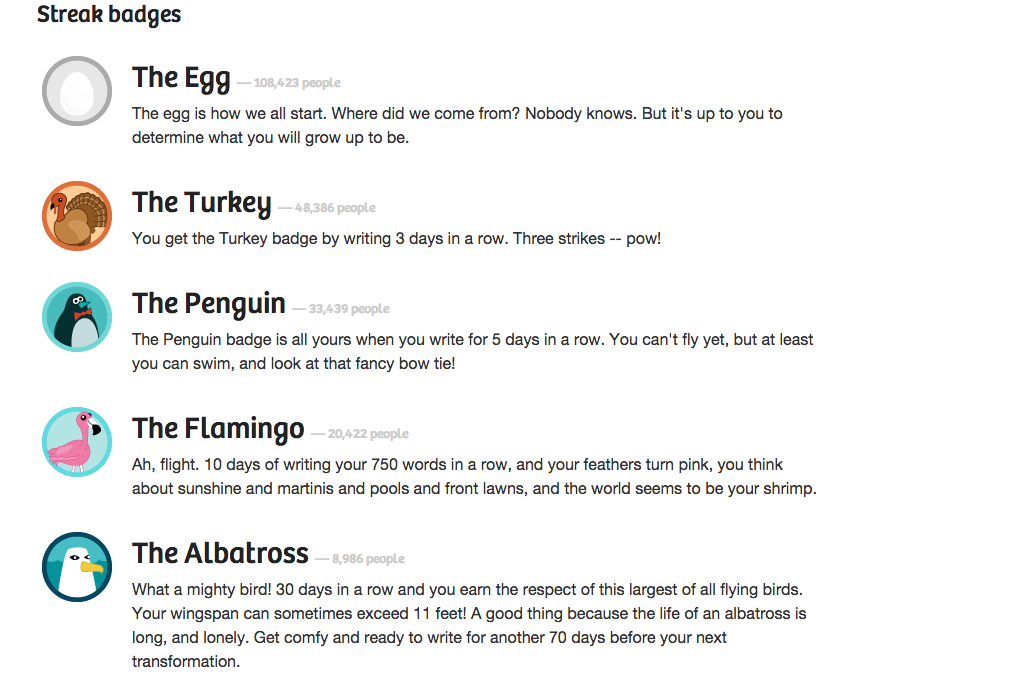 Streak badges
The Egg — 108,423 people
The egg is how we all start. Where did we come from? Nobody knows. But it's up to you to
determine what you will grow up to be.
The Turkey — 48,386 people
You get the Turkey badge by writing 3 days in a row. Three strikes -- pow!
The Penguin — 33,439 people
The Penguin badge is all yours when you write for 5 days in a row. You can't fly yet, but at least
you can swim, and look at that fancy bow tie!
The Flamingo — 20,422 people
Ah, flight. 10 days of writing your 750 words in a row, and your feathers turn pink, you think
about sunshine and martinis and pools and front lawns, and the world seems to be your shrimp.
The Albatross — 8,986 people
What a mighty bird! 30 days in a row and you earn the respect of this largest of all flying birds.
Your wingspan can sometimes exceed 11 feet! A good thing because the life of an albatross is
long, and lonely. Get comfy and ready to write for another 70 days before your next
transformation.